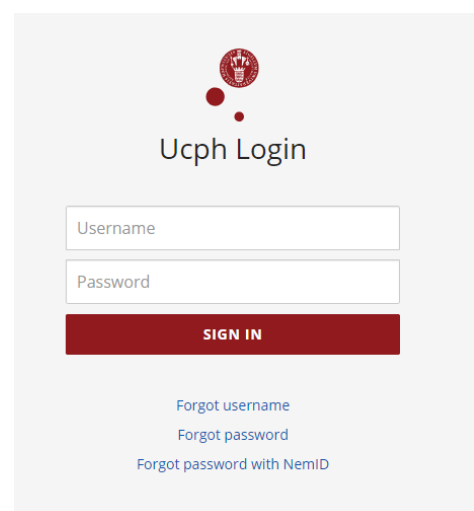 Ucph Login
Username
Password
SIGN IN
Forgot username
Forgot password
Forgot password with NemID